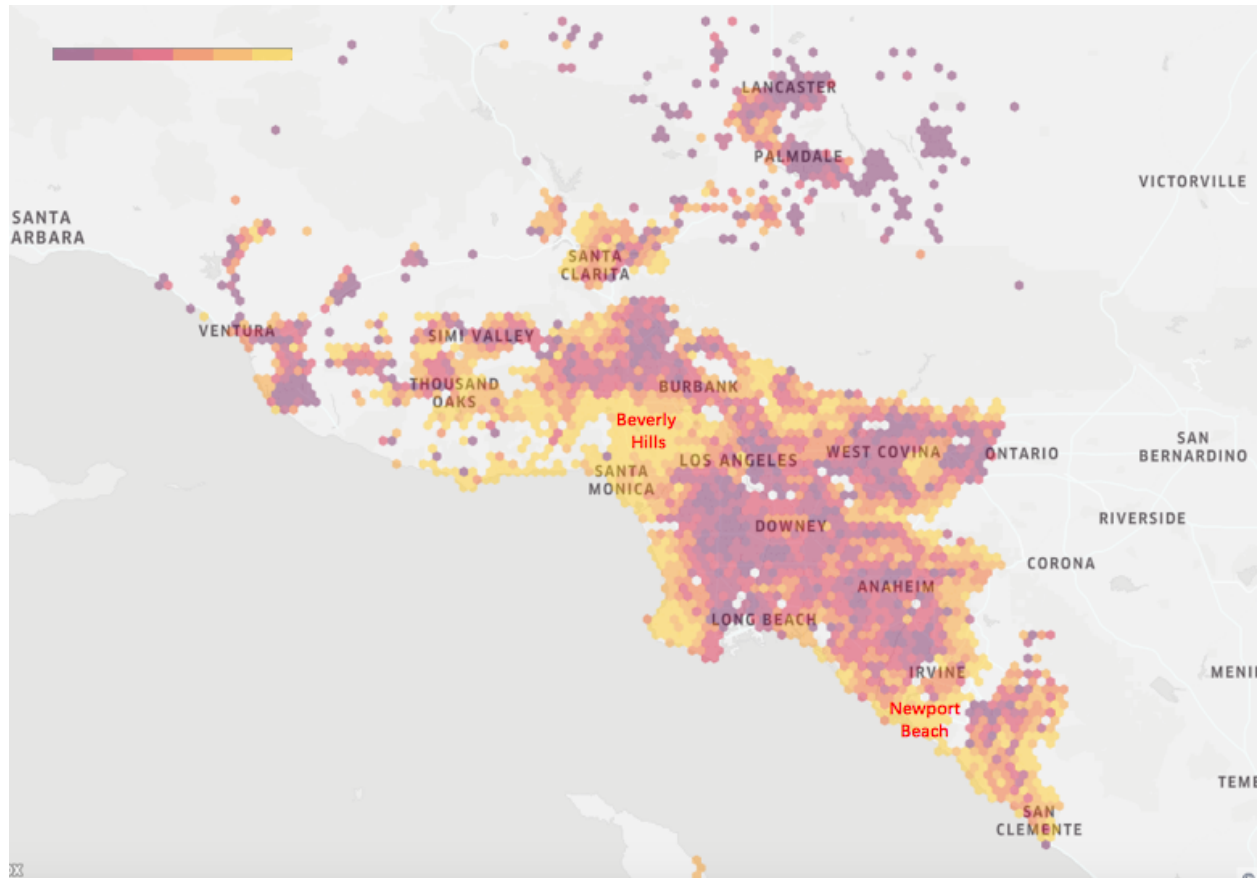 LANCASTER
PALMDALE
VICTORVILLE
SANTA
ARBARA
SANTA
CLARITA
VENTURA
SIMI VALLEY
THOUSAND
OAKS
BURBANK
Beverly
Hills
LOS ANGELES
WEST COVINA
ONTARIO
SAN
BERNARDINO
SANTA
MONICA
DOWNEY
RIVERSIDE
CORONA
ANAHEIM
LONG BEACH
IRVINE
MENI
Newport
Beach
TEME
SAN
CLEMENTE
ox